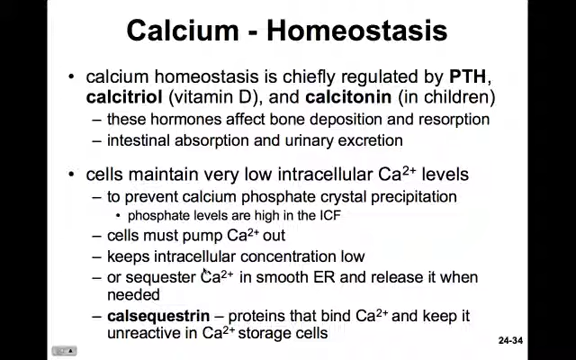 Calcium - Homeostasis
• calcium homeostasis is chiefly regulated by PTH,
calcitriol (vitamin D), and calcitonin (in children)
– these hormones affect bone deposition and resorption
– intestinal absorption and urinary excretion
• cells maintain very low intracellular Ca²⁺ levels
– to prevent calcium phosphate crystal precipitation
• phosphate levels are high in the ICF
– cells must pump Ca²⁺ out
– keeps intracellular concentration low
– or sequester Ca²⁺ in smooth ER and release it when
needed
– calsequestrin – proteins that bind Ca²⁺ and keep it
unreactive in Ca²⁺ storage cells
24-34